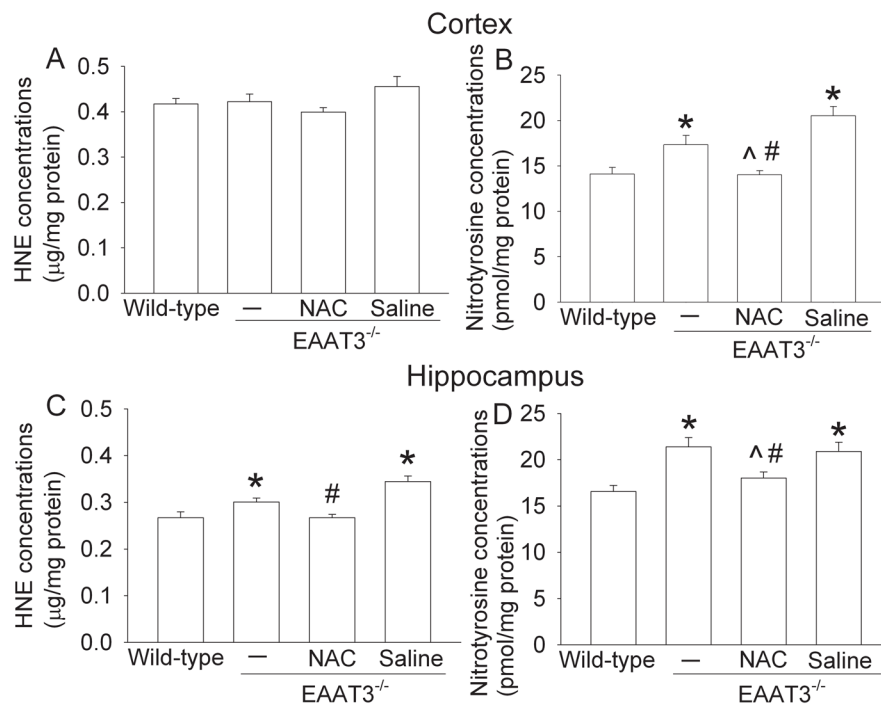 Cortex
A
HNE concentrations
(μg/mg protein)
0.5
0.4
0.3
0.2
0.1
0.0
Wild-type
—
NAC
Saline
EAAT3-/-
B
Nitrotyrosine concentrations
(pmol/mg protein)
25
20
15
10
5
0
*
^ #
*
Wild-type
—
NAC
Saline
EAAT3-/-
Hippocampus
C
HNE concentrations
(μg/mg protein)
0.5
0.4
0.3
0.2
0.1
0.0
*
#
*
Wild-type
—
NAC
Saline
EAAT3-/-
D
Nitrotyrosine concentrations
(pmol/mg protein)
25
20
15
10
5
0
*
^ #
*
Wild-type
—
NAC
Saline
EAAT3-/-